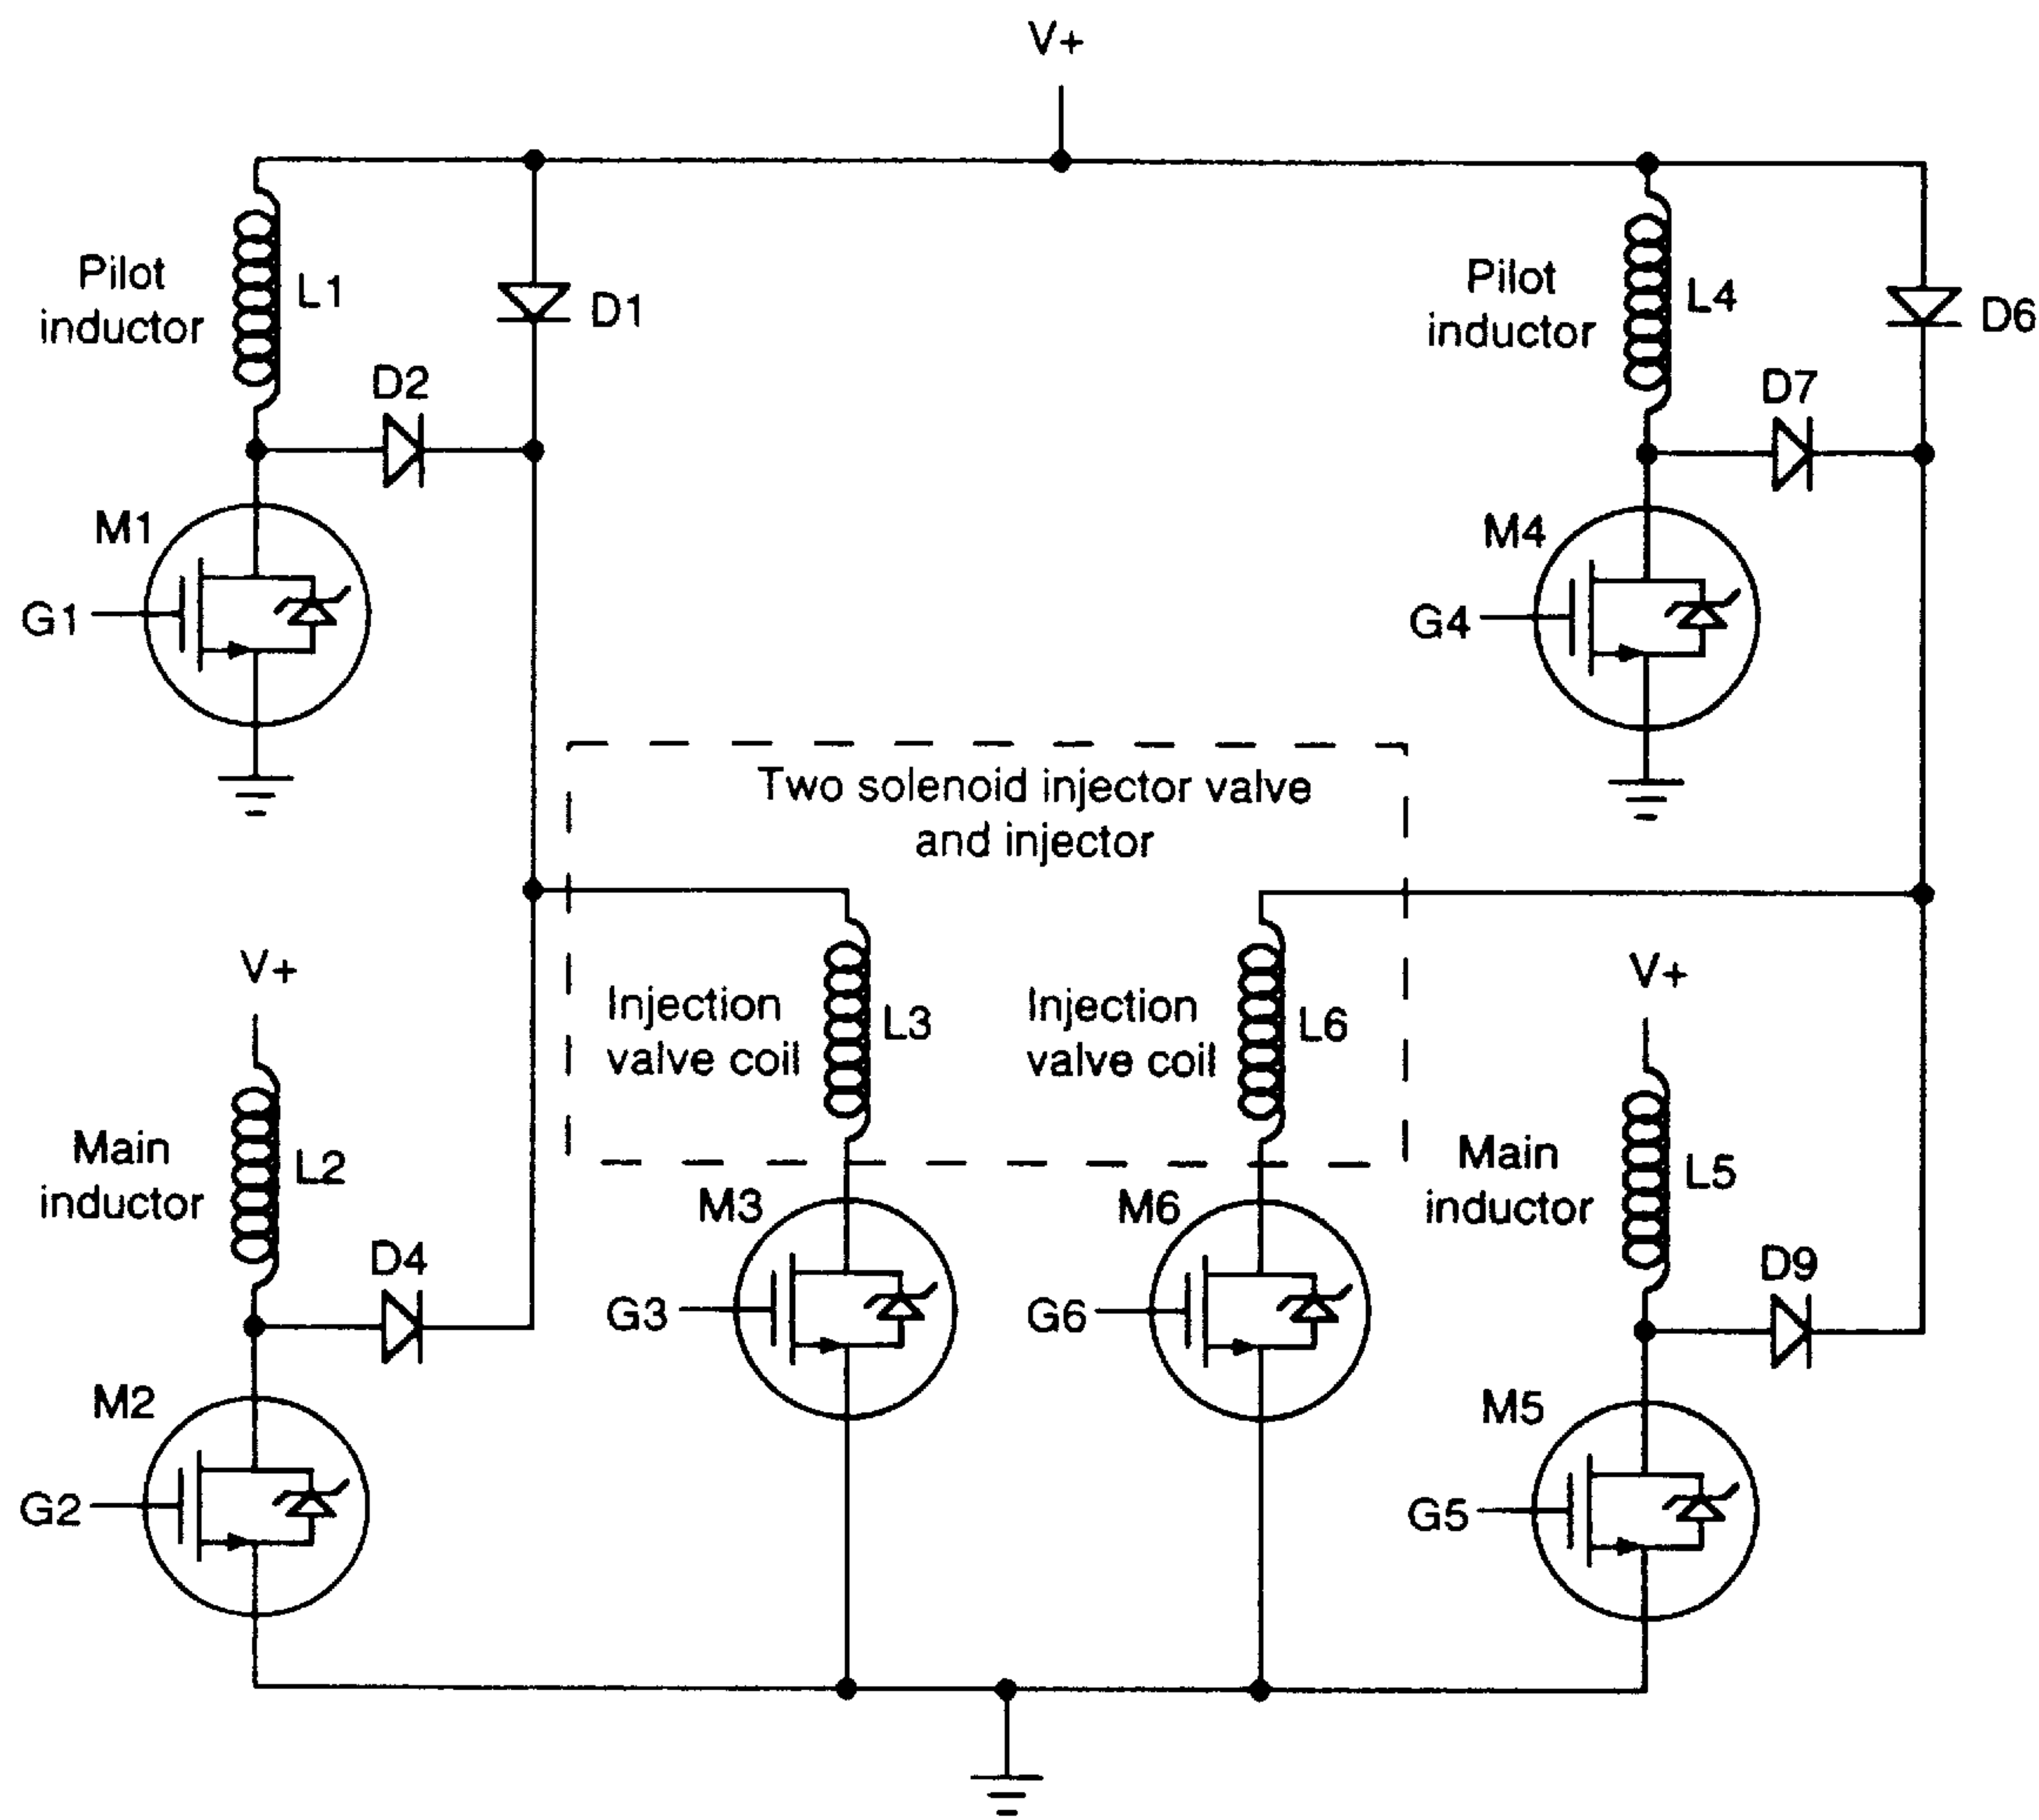 V+
Pilot
inductor
L1
D1
D2
M1
G1
Pilot
inductor
L4
D6
D7
M4
G4
Two solenoid injector valve
and injector
V+
Injection
valve coil
L3
Injection
valve coil
L6
V+
Main
inductor
L2
D4
M3
G3
M6
G6
Main
inductor
L5
D9
M2
G2
M5
G5